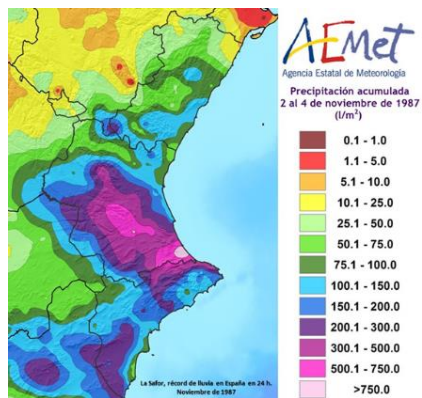 AEMet
Agencia Estatal de Meteorología
Precipitación acumulada
2 al 4 de noviembre de 1987
(l/m²)
0.1 - 1.0
1.1 - 5.0
5.1 - 10.0
10.1 - 25.0
25.1 - 50.0
50.1 - 75.0
75.1 - 100.0
100.1 - 150.0
150.1 - 200.0
200.1 - 300.0
300.1 - 500.0
500.1 - 750.0
>750.0
La Safor, récord de lluvia en España en 24 h.
Noviembre de 1987